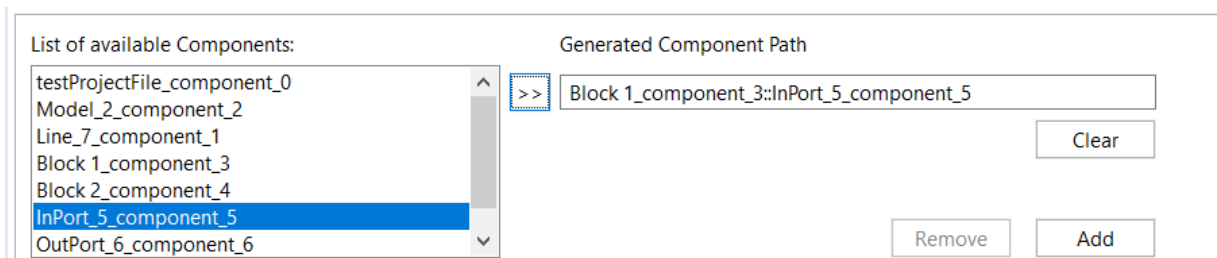 List of available Components:
Generated Component Path
testProjectFile_component_0
Model_2_component_2
Line_7_component_1
Block 1_component_3
Block 2_component_4
InPort_5_component_5
OutPort_6_component_6
>>
Block 1_component_3::InPort_5_component_5
Clear
Remove
Add